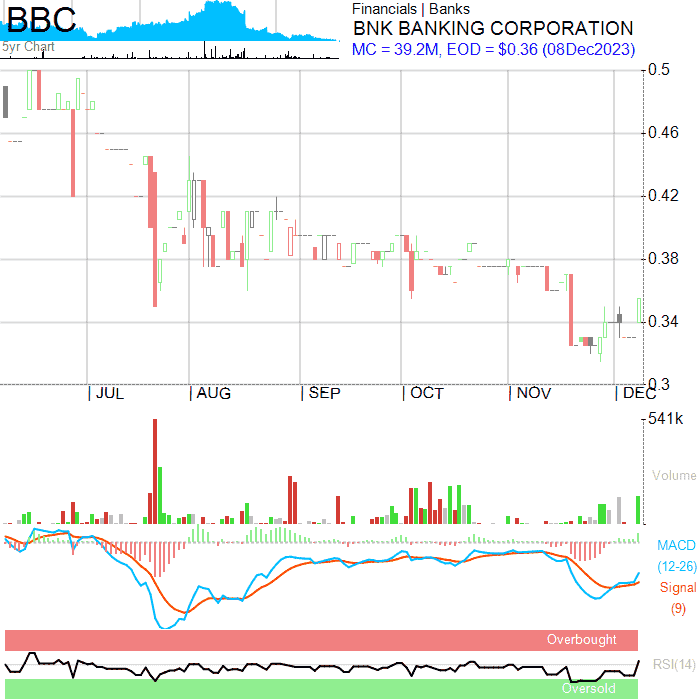 BBC
Financials | Banks
BNK BANKING CORPORATION
MC = 39.2M, EOD = $0.36 (08Dec2023)
5yr Chart
0.5
0.46
0.42
0.38
0.34
0.3
| JUL | AUG | SEP | OCT | NOV | DEC
541k
Volume
MACD
(12-26)
Signal
(9)
Overbought
RSI(14)
Oversold